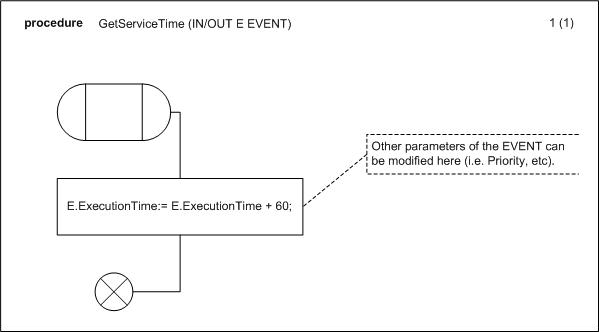 procedure GetServiceTime (IN/OUT E EVENT) 1 (1)
Other parameters of the EVENT can
be modified here (i.e. Priority, etc).
E.ExecutionTime:= E.ExecutionTime + 60;